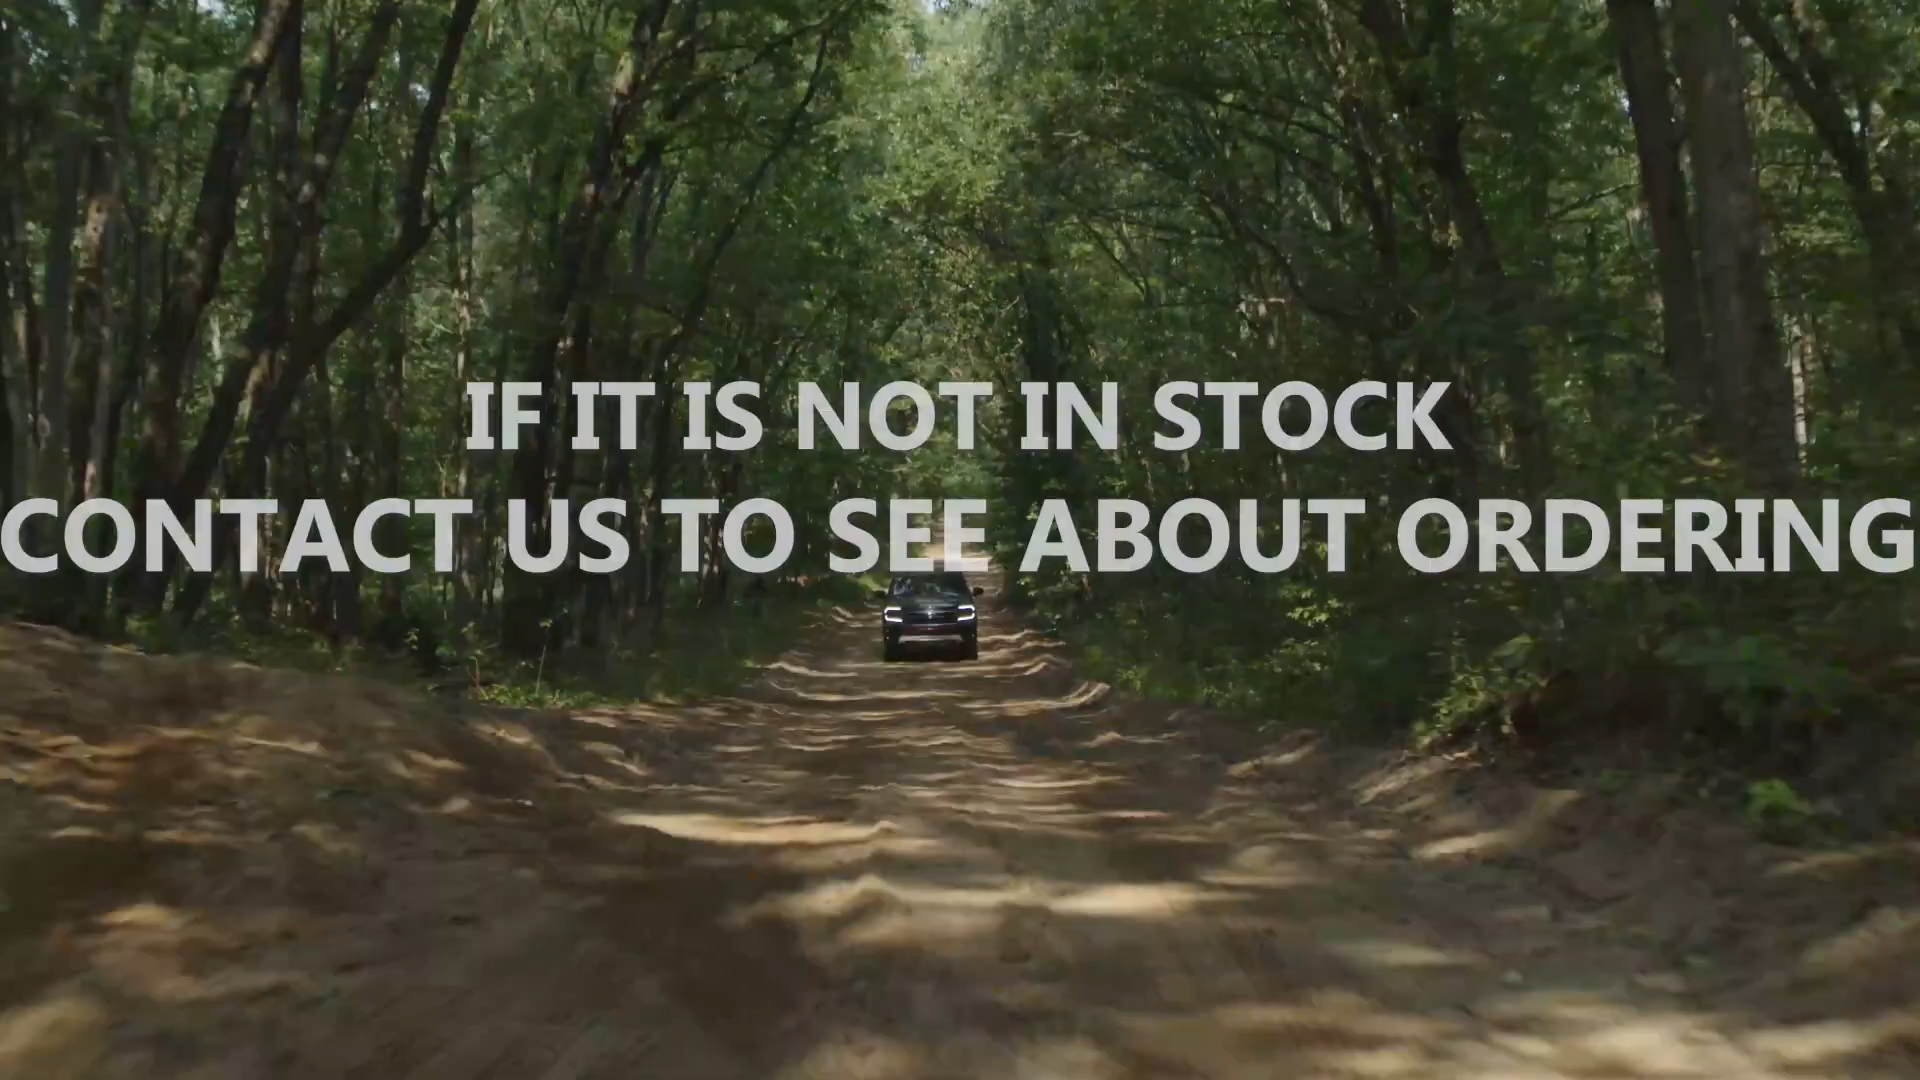 IF IT IS NOT IN STOCK
CONTACT US TO SEE ABOUT ORDERING